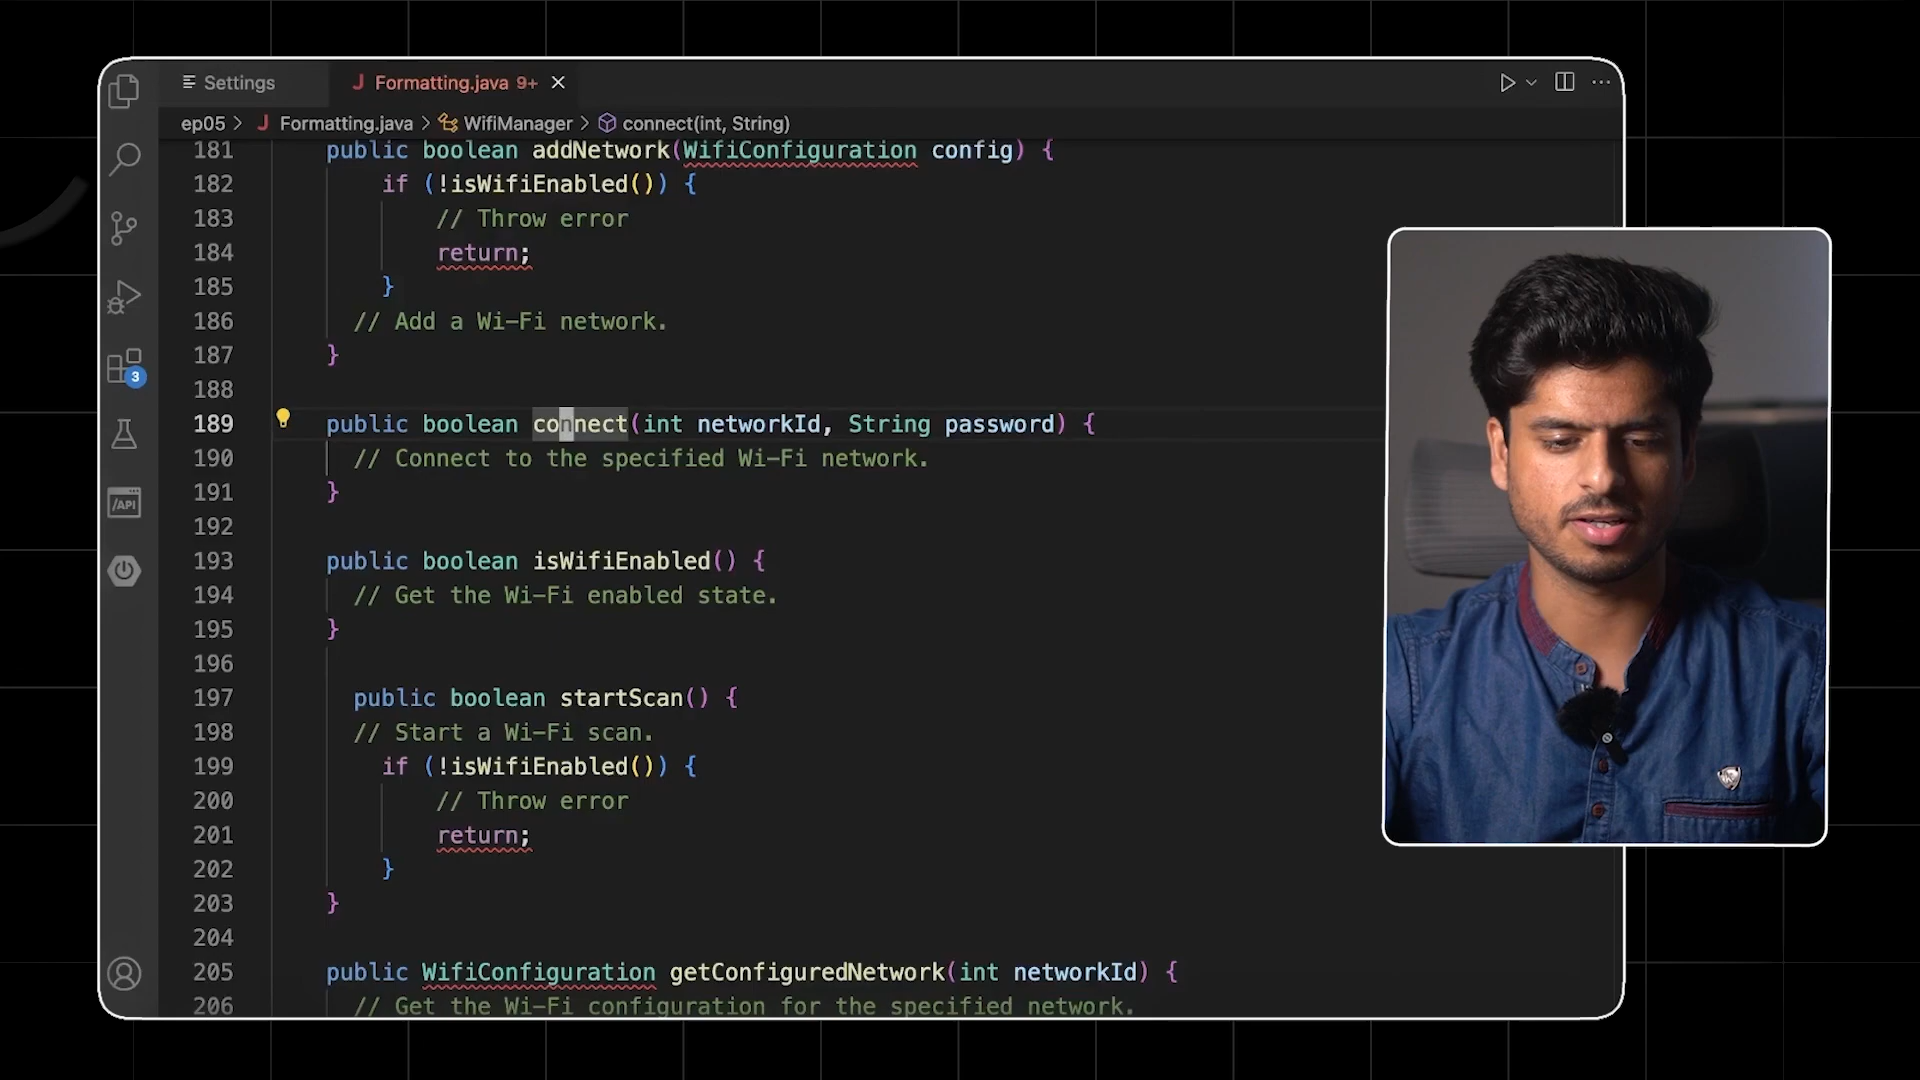 Settings
J Formatting.java 9+
ep05 > J Formatting.java > WifiManager > connect(int, String)
181 public boolean addNetwork(WifiConfiguration config) {
182 if (!isWifiEnabled()) {
183 // Throw error
184 return;
185 }
186 // Add a Wi-Fi network.
187 }
188
189 public boolean connect(int networkId, String password) {
190 // Connect to the specified Wi-Fi network.
191 }
192
193 public boolean isWifiEnabled() {
194 // Get the Wi-Fi enabled state.
195 }
196
197 public boolean startScan() {
198 // Start a Wi-Fi scan.
199 if (!isWifiEnabled()) {
200 // Throw error
201 return;
202 }
203 }
204
205 public WifiConfiguration getConfiguredNetwork(int networkId) {
206 // Get the Wi-Fi configuration for the specified network.
3
/API